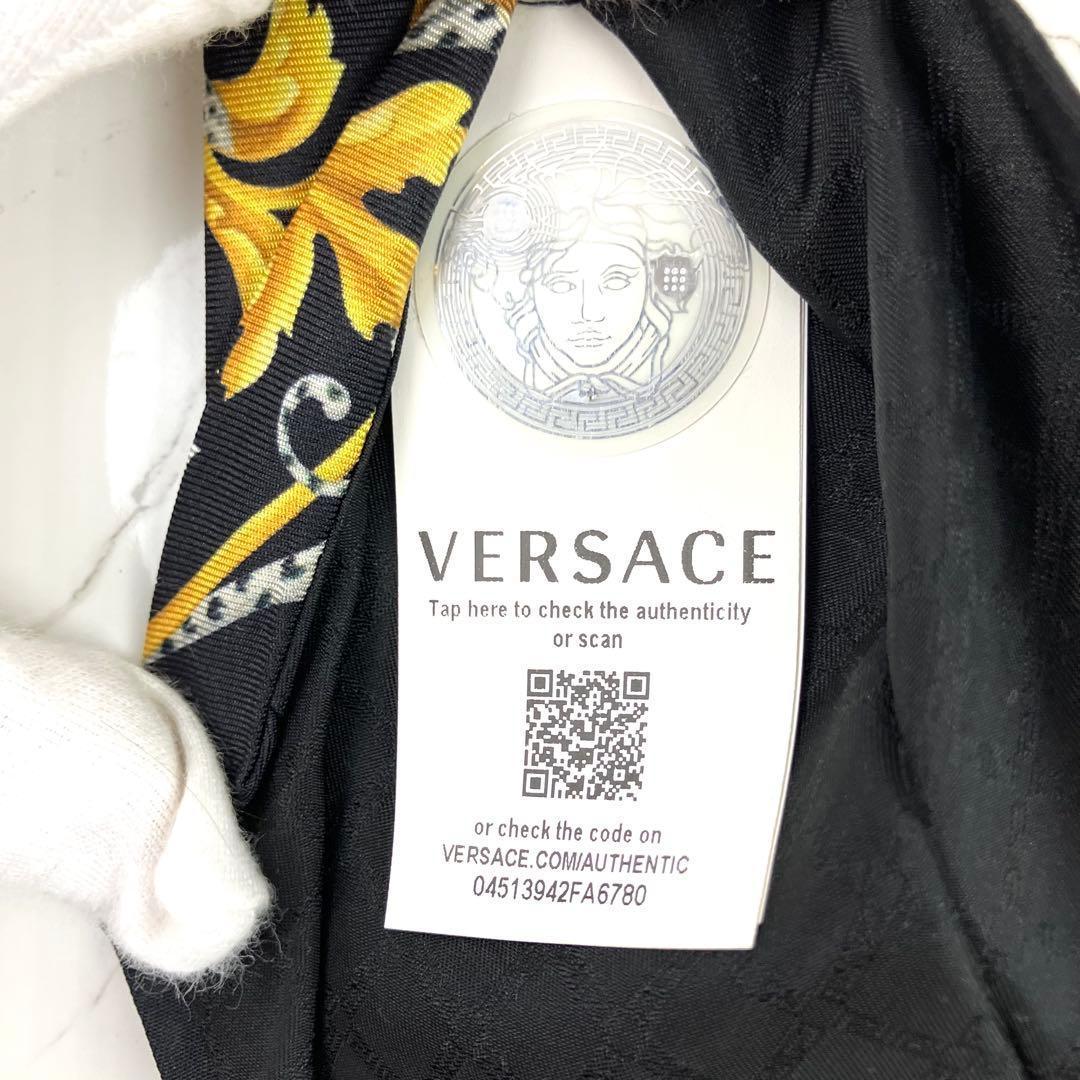 VERSACE
Tap here to check the authenticity
or scan
or check the code on
VERSACE.COM/AUTHENTIC
04513942FA6780